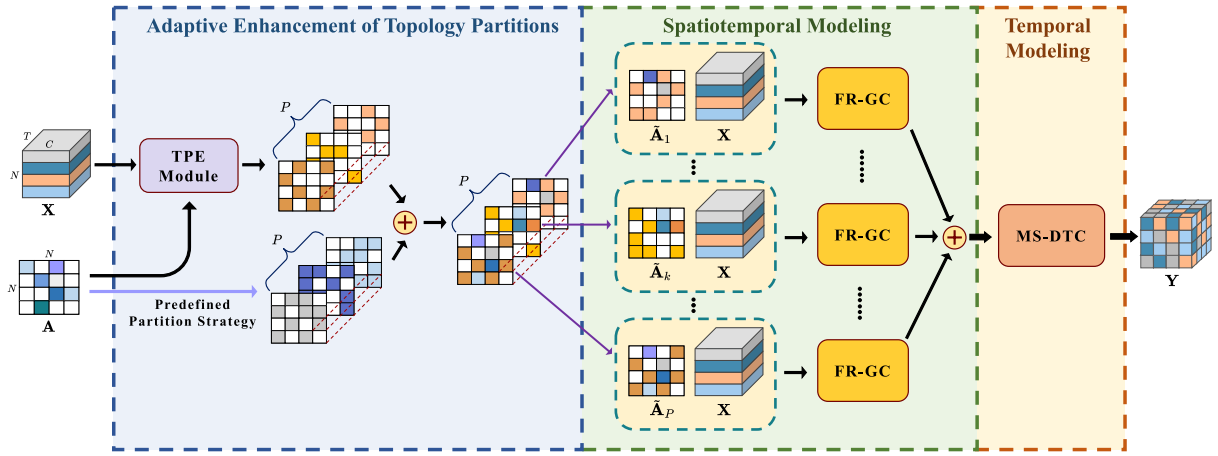 Adaptive Enhancement of Topology Partitions
Spatiotemporal Modeling
Temporal
Modeling
T
C
N
X
TPE
Module
P
N
N
A
Predefined
Partition Strategy
P
P
Ã₁
X
FR-GC
Ãₖ
X
FR-GC
Ã_P
X
FR-GC
MS-DTC
Y